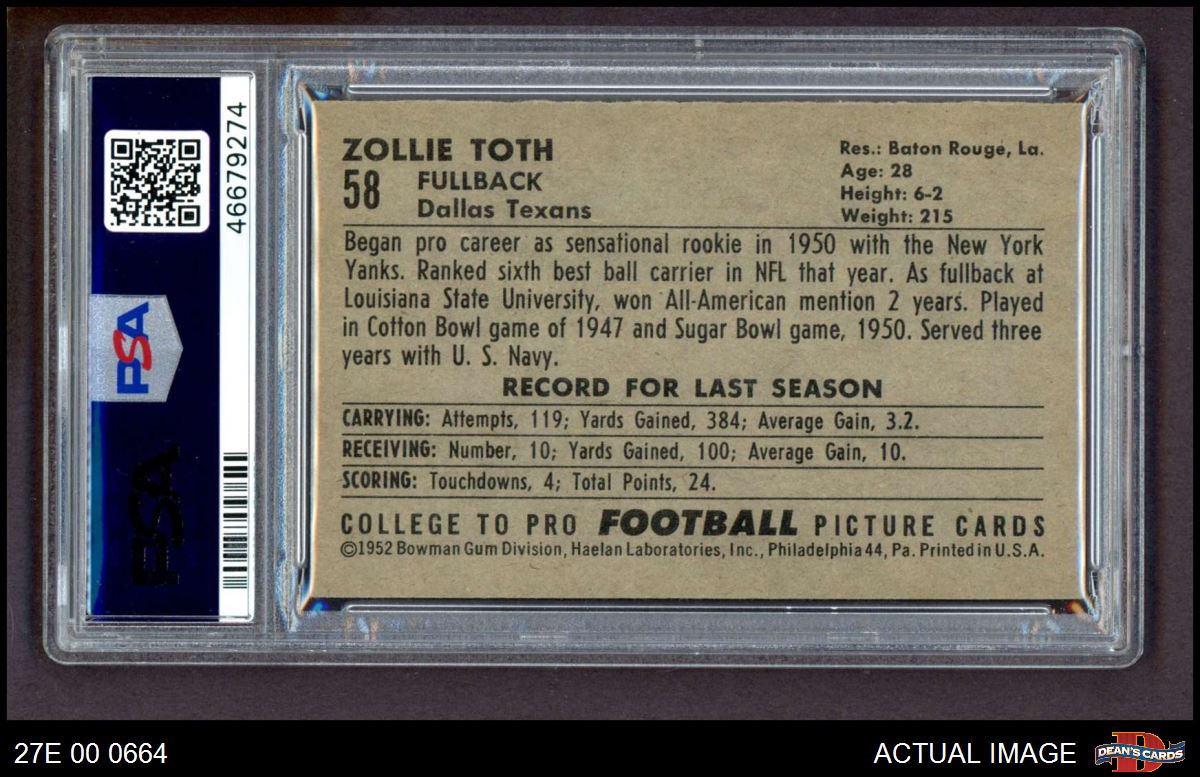 46679274
PSA
PSA
ZOLLIE TOTH
58
FULLBACK
Dallas Texans
Res.: Baton Rouge, La.
Age: 28
Height: 6-2
Weight: 215
Began pro career as sensational rookie in 1950 with the New York
Yanks. Ranked sixth best ball carrier in NFL that year. As fullback at
Louisiana State University, won All-American mention 2 years. Played
in Cotton Bowl game of 1947 and Sugar Bowl game, 1950. Served three
years with U. S. Navy.
RECORD FOR LAST SEASON
CARRYING: Attempts, 119; Yards Gained, 384; Average Gain, 3.2.
RECEIVING: Number, 10; Yards Gained, 100; Average Gain, 10.
SCORING: Touchdowns, 4; Total Points, 24.
COLLEGE TO PRO FOOTBALL PICTURE CARDS
©1952 Bowman Gum Division, Haelan Laboratories, Inc., Philadelphia 44, Pa. Printed in U.S.A.
27E 00 0664
ACTUAL IMAGE
DEAN'S CARDS